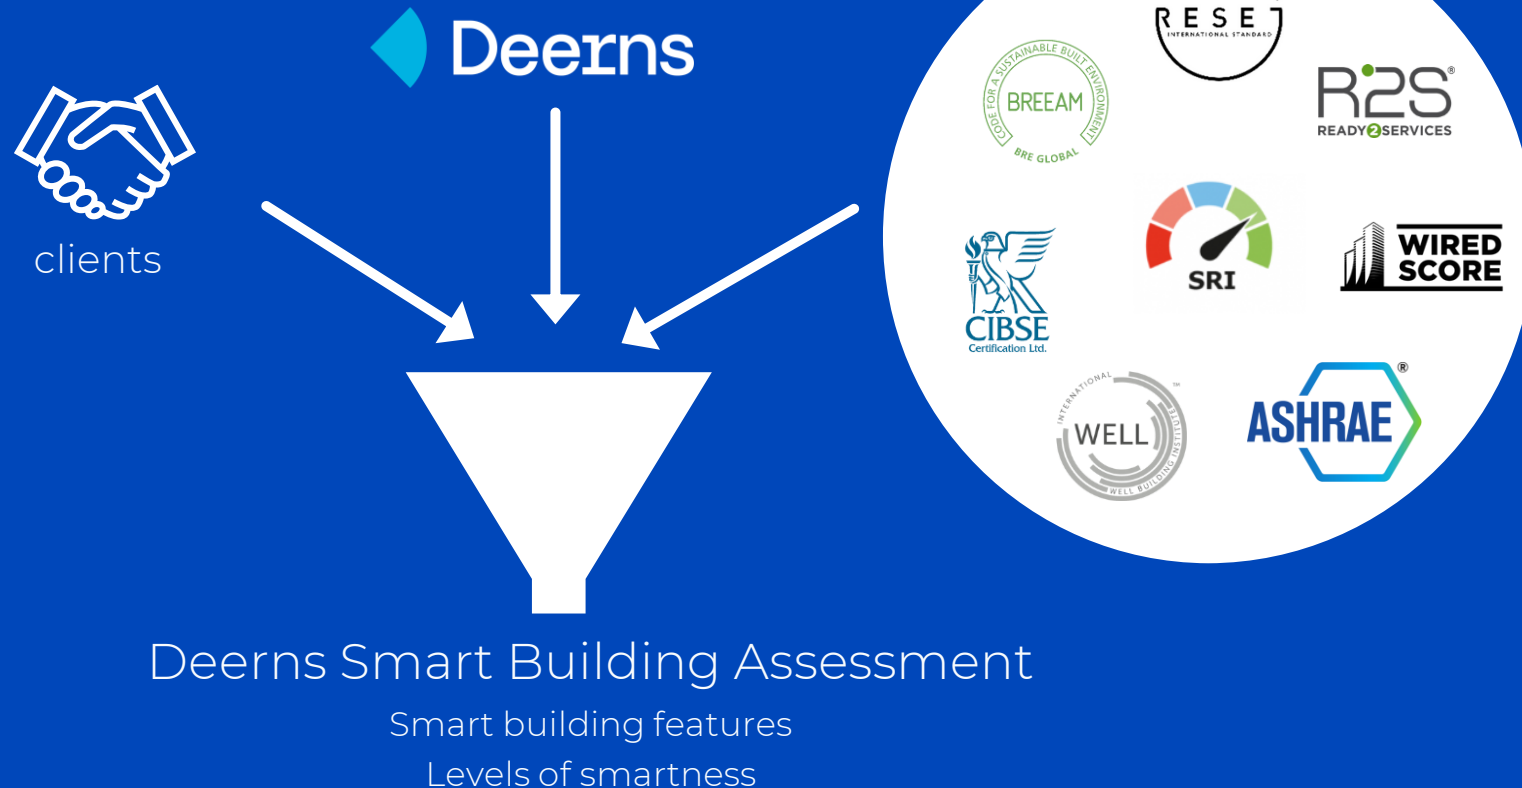 Deerns
clients
RESET
INTERNATIONAL STANDARD
CODE FOR A SUSTAINABLE BUILT ENVIRONMENT
BREEAM
BRE GLOBAL
R2S®
READY2SERVICES
SRI
WIRED
SCORE
CIBSE
Certification Ltd.
INTERNATIONAL
WELL
™
WELL BUILDING INSTITUTE
ASHRAE®
Deerns Smart Building Assessment
Smart building features
Levels of smartness